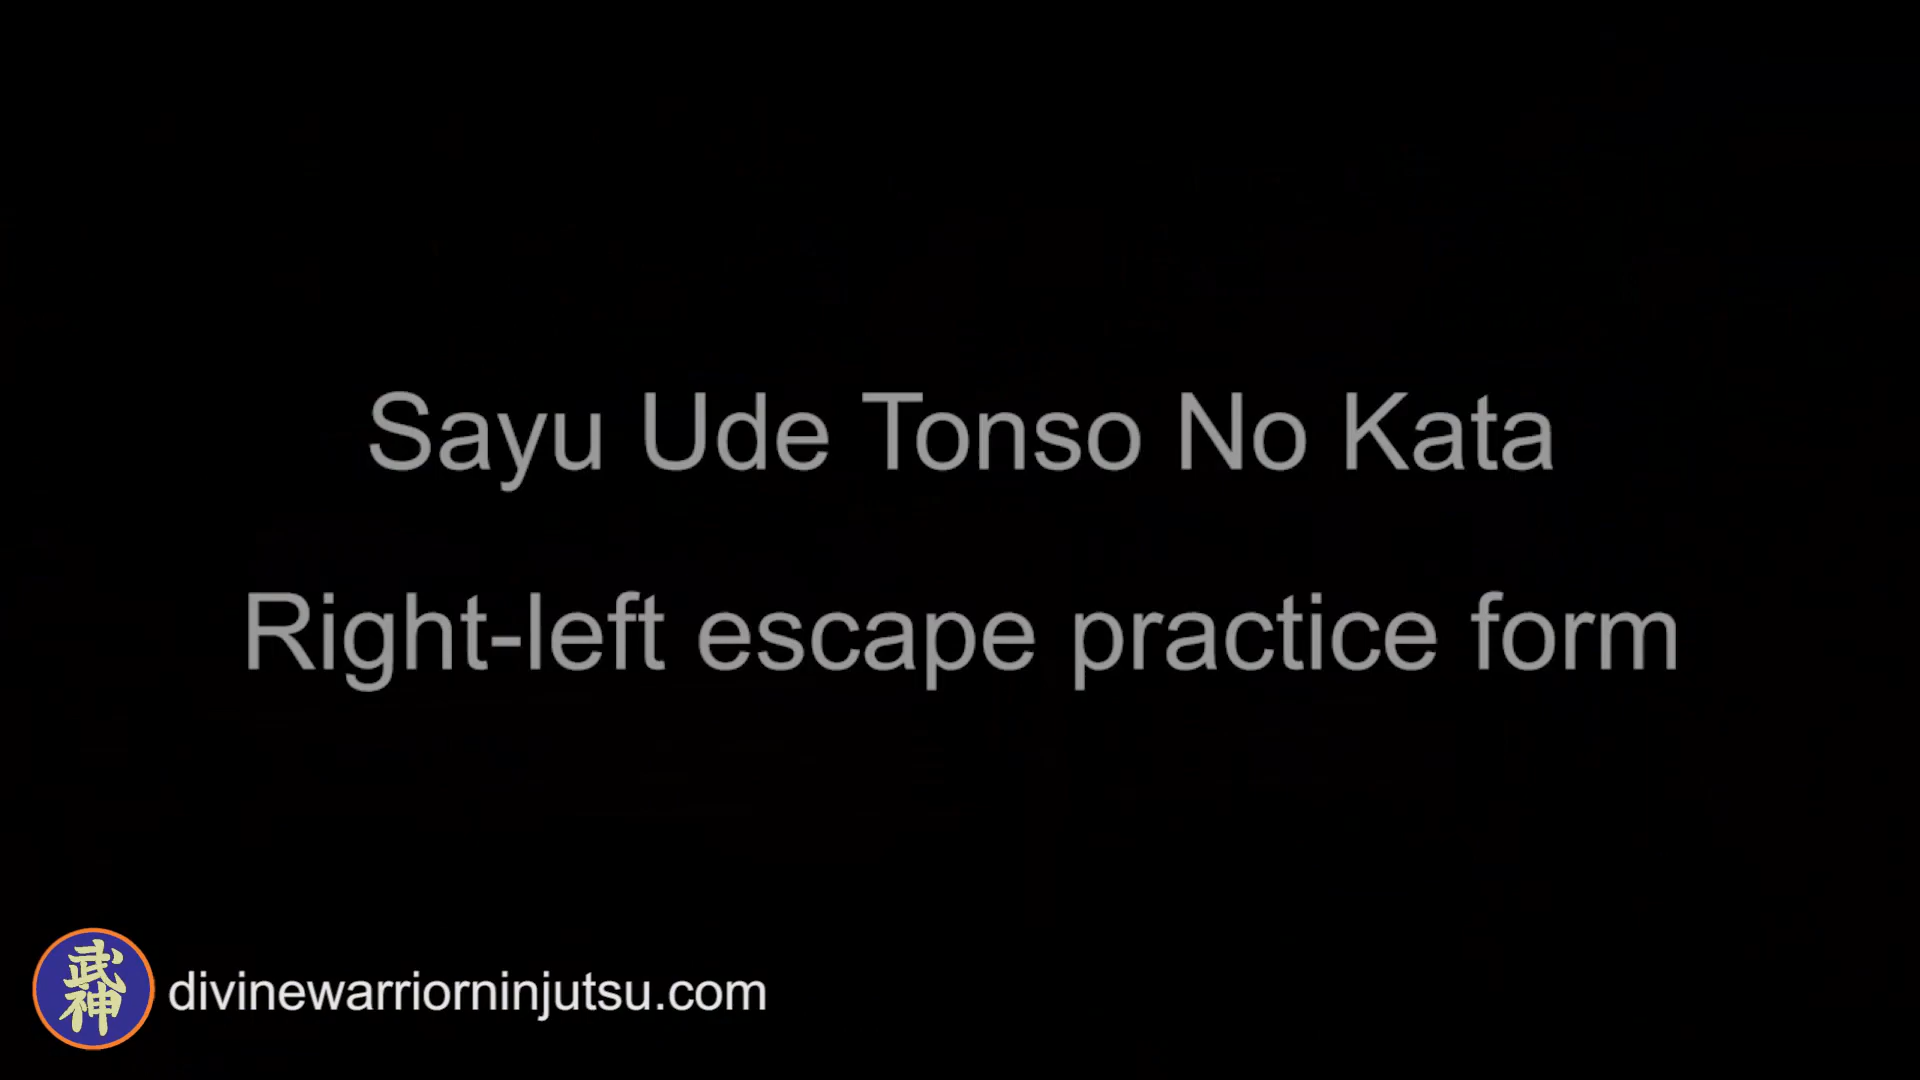 Sayu Ude Tonso No Kata
Right-left escape practice form
武神
divinewarriorninjutsu.com